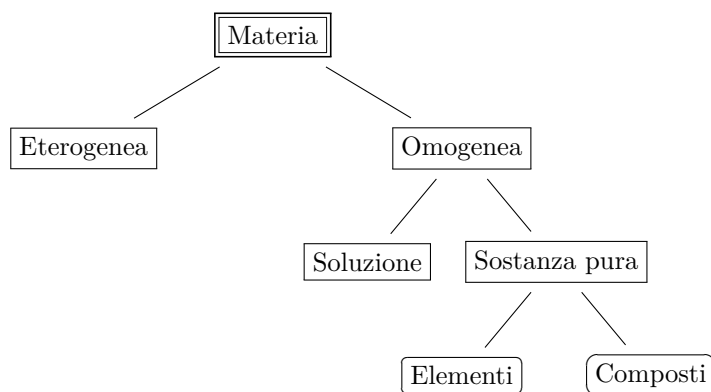 Materia
Eterogenea
Omogenea
Soluzione
Sostanza pura
Elementi
Composti